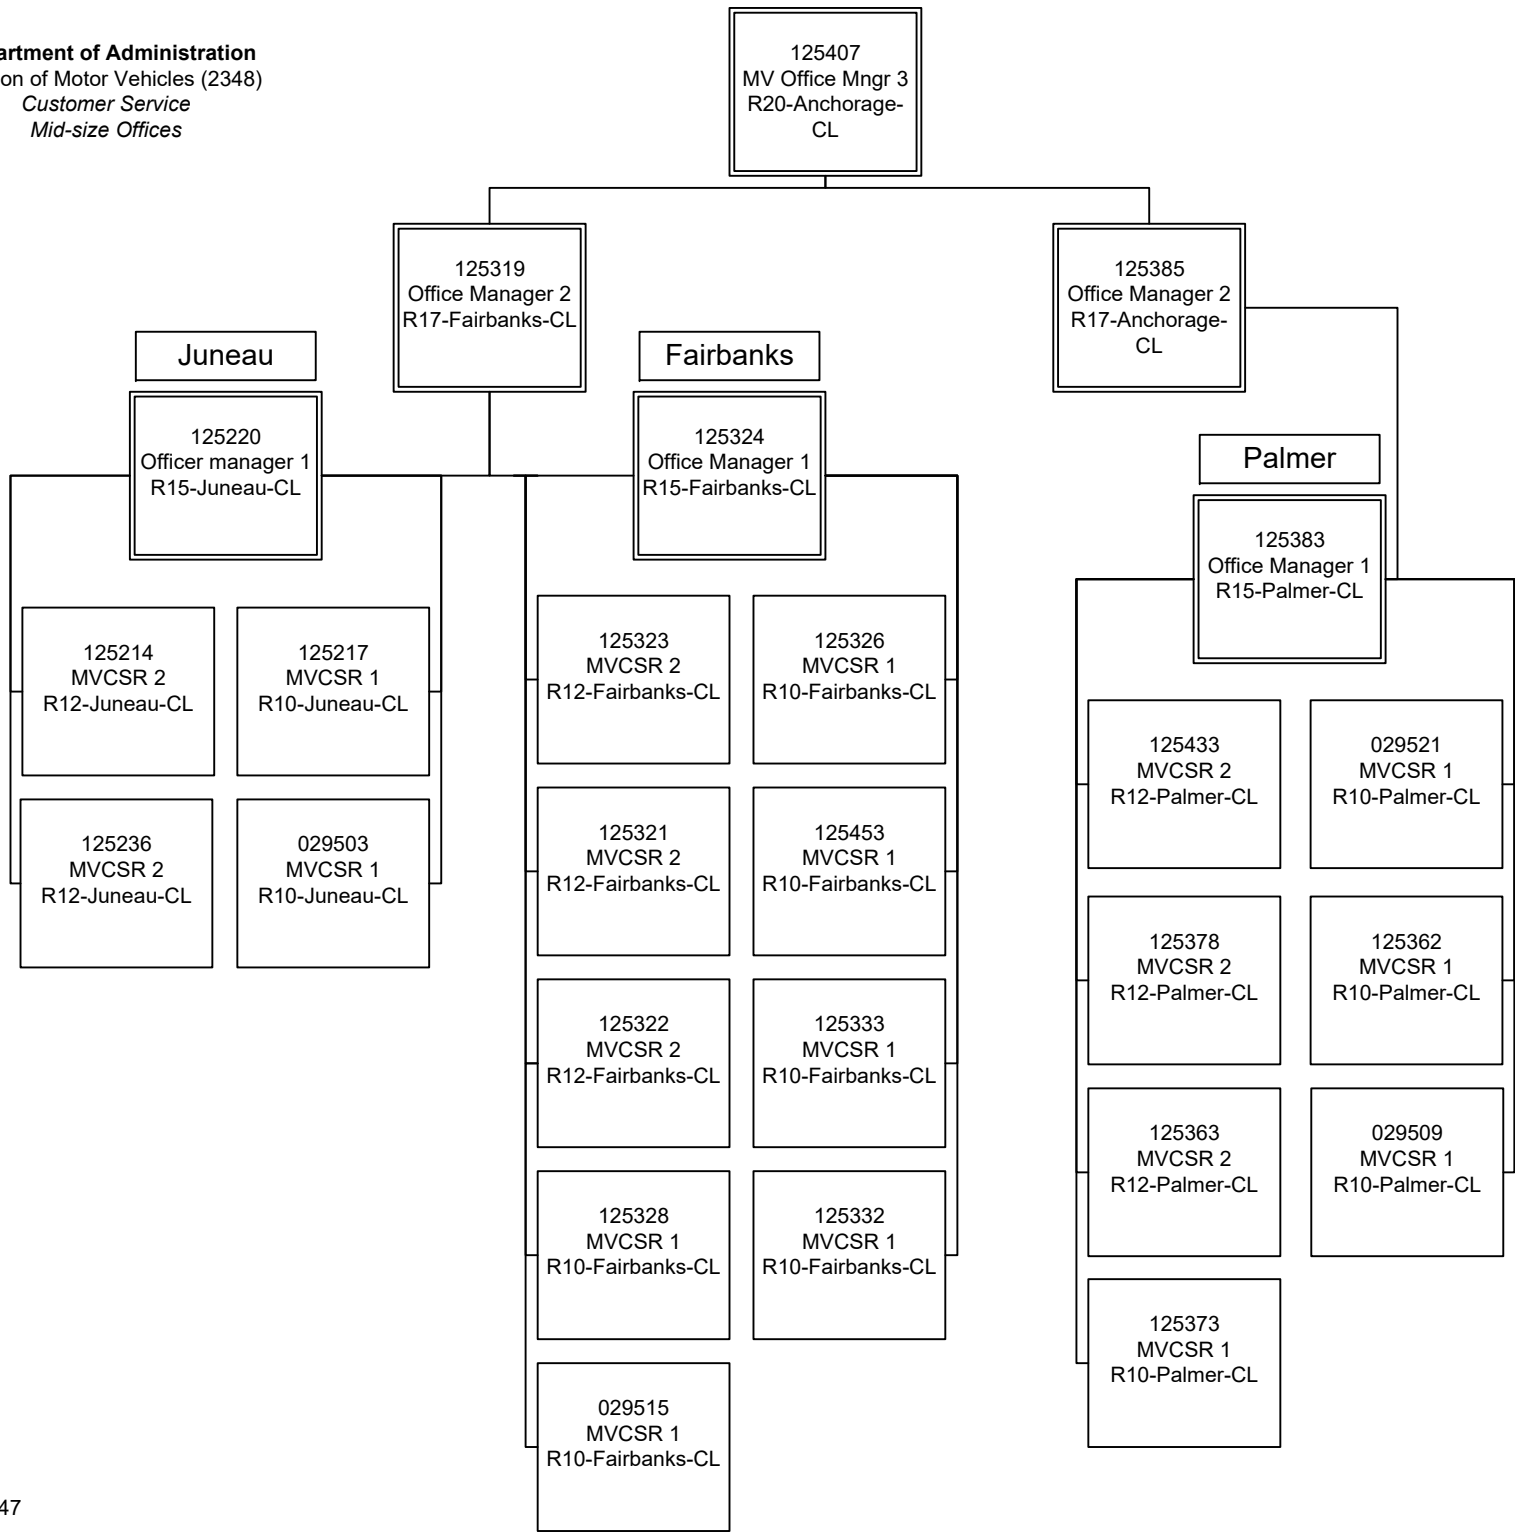 artment of Administration
on of Motor Vehicles (2348)
Customer Service
Mid-size Offices
125407
MV Office Mngr 3
R20-Anchorage-
CL
125319
Office Manager 2
R17-Fairbanks-CL
125385
Office Manager 2
R17-Anchorage-
CL
Juneau
125220
Officer manager 1
R15-Juneau-CL
125214
MVCSR 2
R12-Juneau-CL
125217
MVCSR 1
R10-Juneau-CL
125236
MVCSR 2
R12-Juneau-CL
029503
MVCSR 1
R10-Juneau-CL
Fairbanks
125324
Office Manager 1
R15-Fairbanks-CL
125323
MVCSR 2
R12-Fairbanks-CL
125326
MVCSR 1
R10-Fairbanks-CL
125321
MVCSR 2
R12-Fairbanks-CL
125453
MVCSR 1
R10-Fairbanks-CL
125322
MVCSR 2
R12-Fairbanks-CL
125333
MVCSR 1
R10-Fairbanks-CL
125328
MVCSR 1
R10-Fairbanks-CL
125332
MVCSR 1
R10-Fairbanks-CL
029515
MVCSR 1
R10-Fairbanks-CL
Palmer
125383
Office Manager 1
R15-Palmer-CL
125433
MVCSR 2
R12-Palmer-CL
029521
MVCSR 1
R10-Palmer-CL
125378
MVCSR 2
R12-Palmer-CL
125362
MVCSR 1
R10-Palmer-CL
125363
MVCSR 2
R12-Palmer-CL
029509
MVCSR 1
R10-Palmer-CL
125373
MVCSR 1
R10-Palmer-CL
47